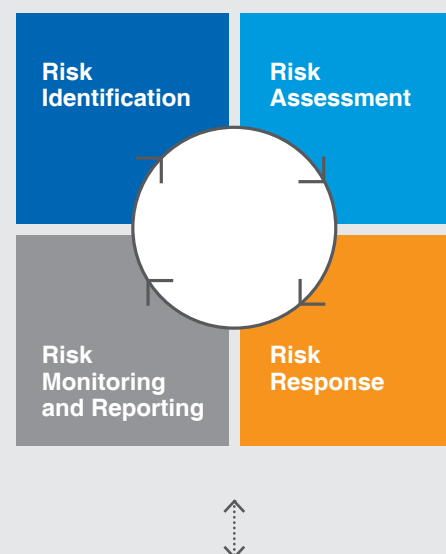 Risk
Identification
Risk
Assessment
Risk
Monitoring
and Reporting
Risk
Response